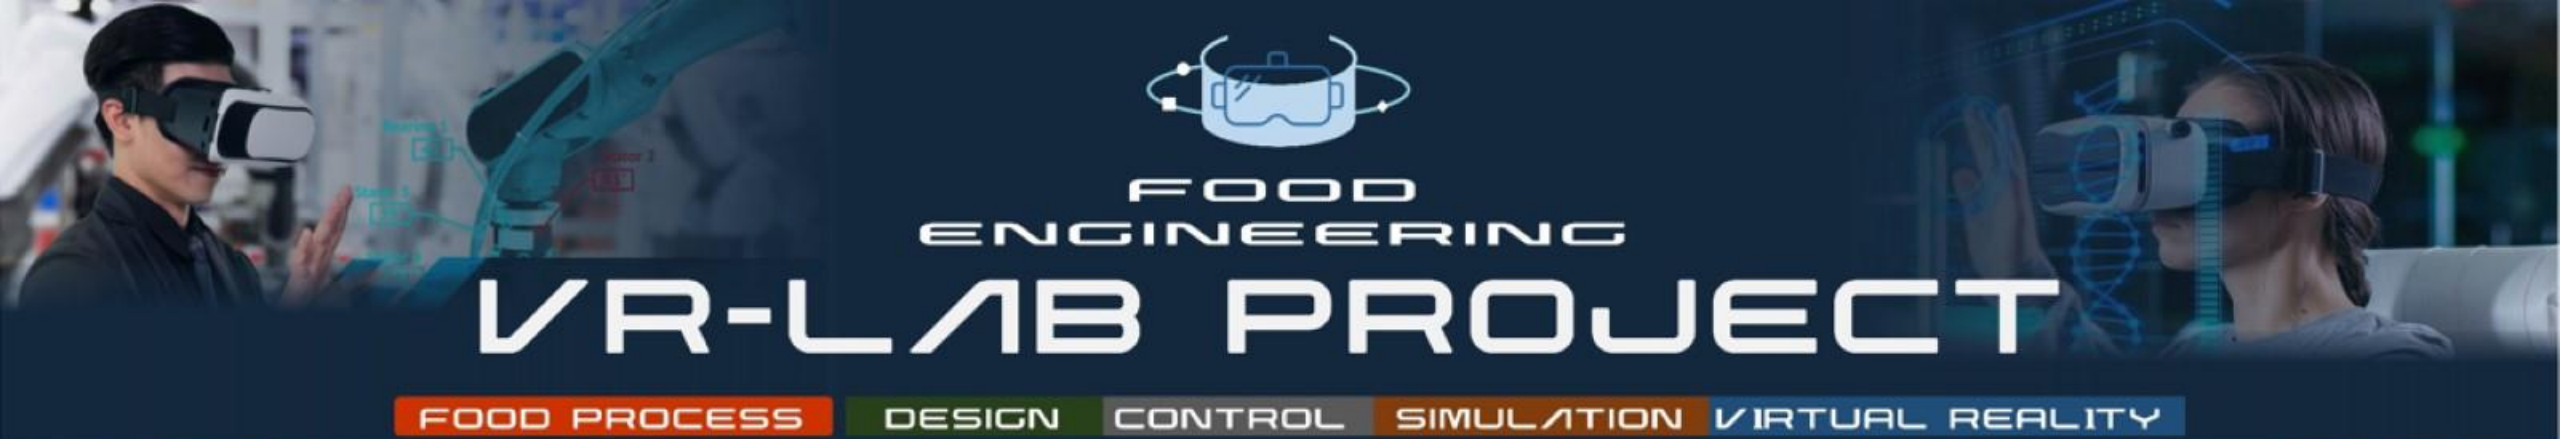 FOOD
ENGINEERING
VR-LAB PROJECT
FOOD PROCESS DESIGN CONTROL SIMULATION VIRTUAL REALITY